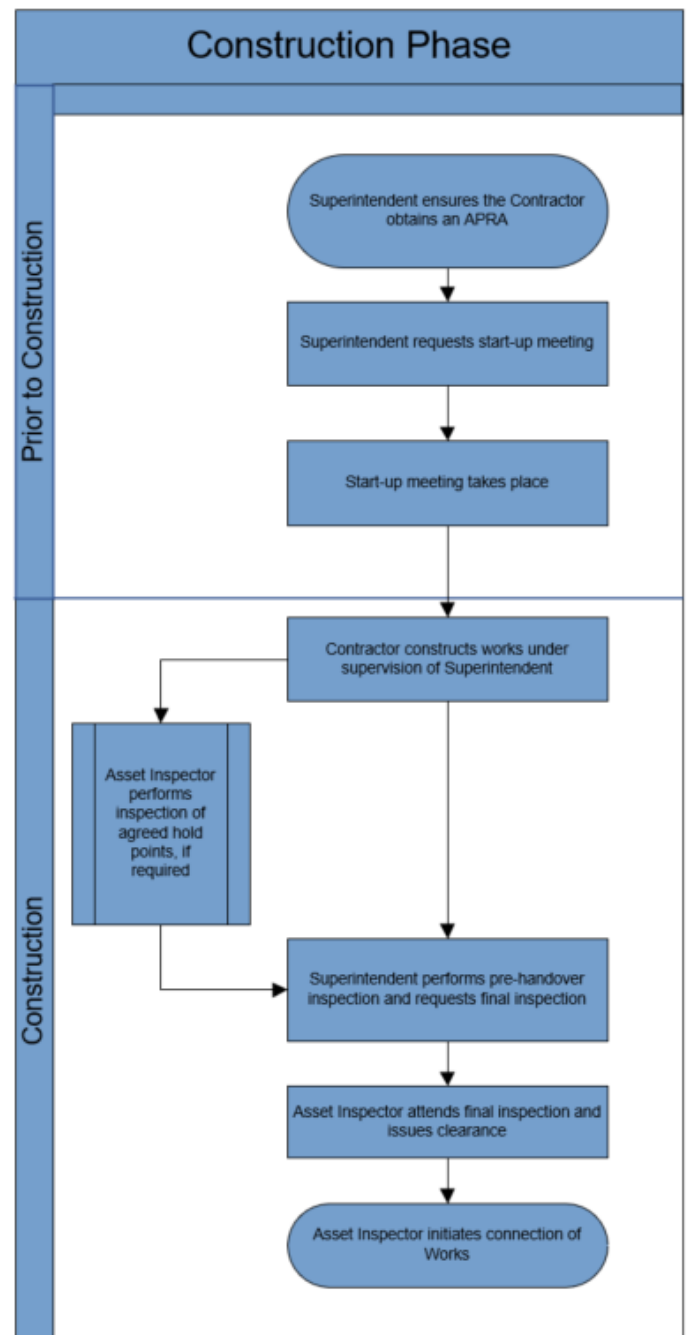 Construction Phase
Prior to Construction
Superintendent ensures the Contractor
obtains an APRA
Superintendent requests start-up meeting
Start-up meeting takes place
Construction
Contractor constructs works under
supervision of Superintendent
Asset Inspector
performs
inspection of
agreed hold
points, if
required
Superintendent performs pre-handover
inspection and requests final inspection
Asset Inspector attends final inspection and
issues clearance
Asset Inspector initiates connection of
Works